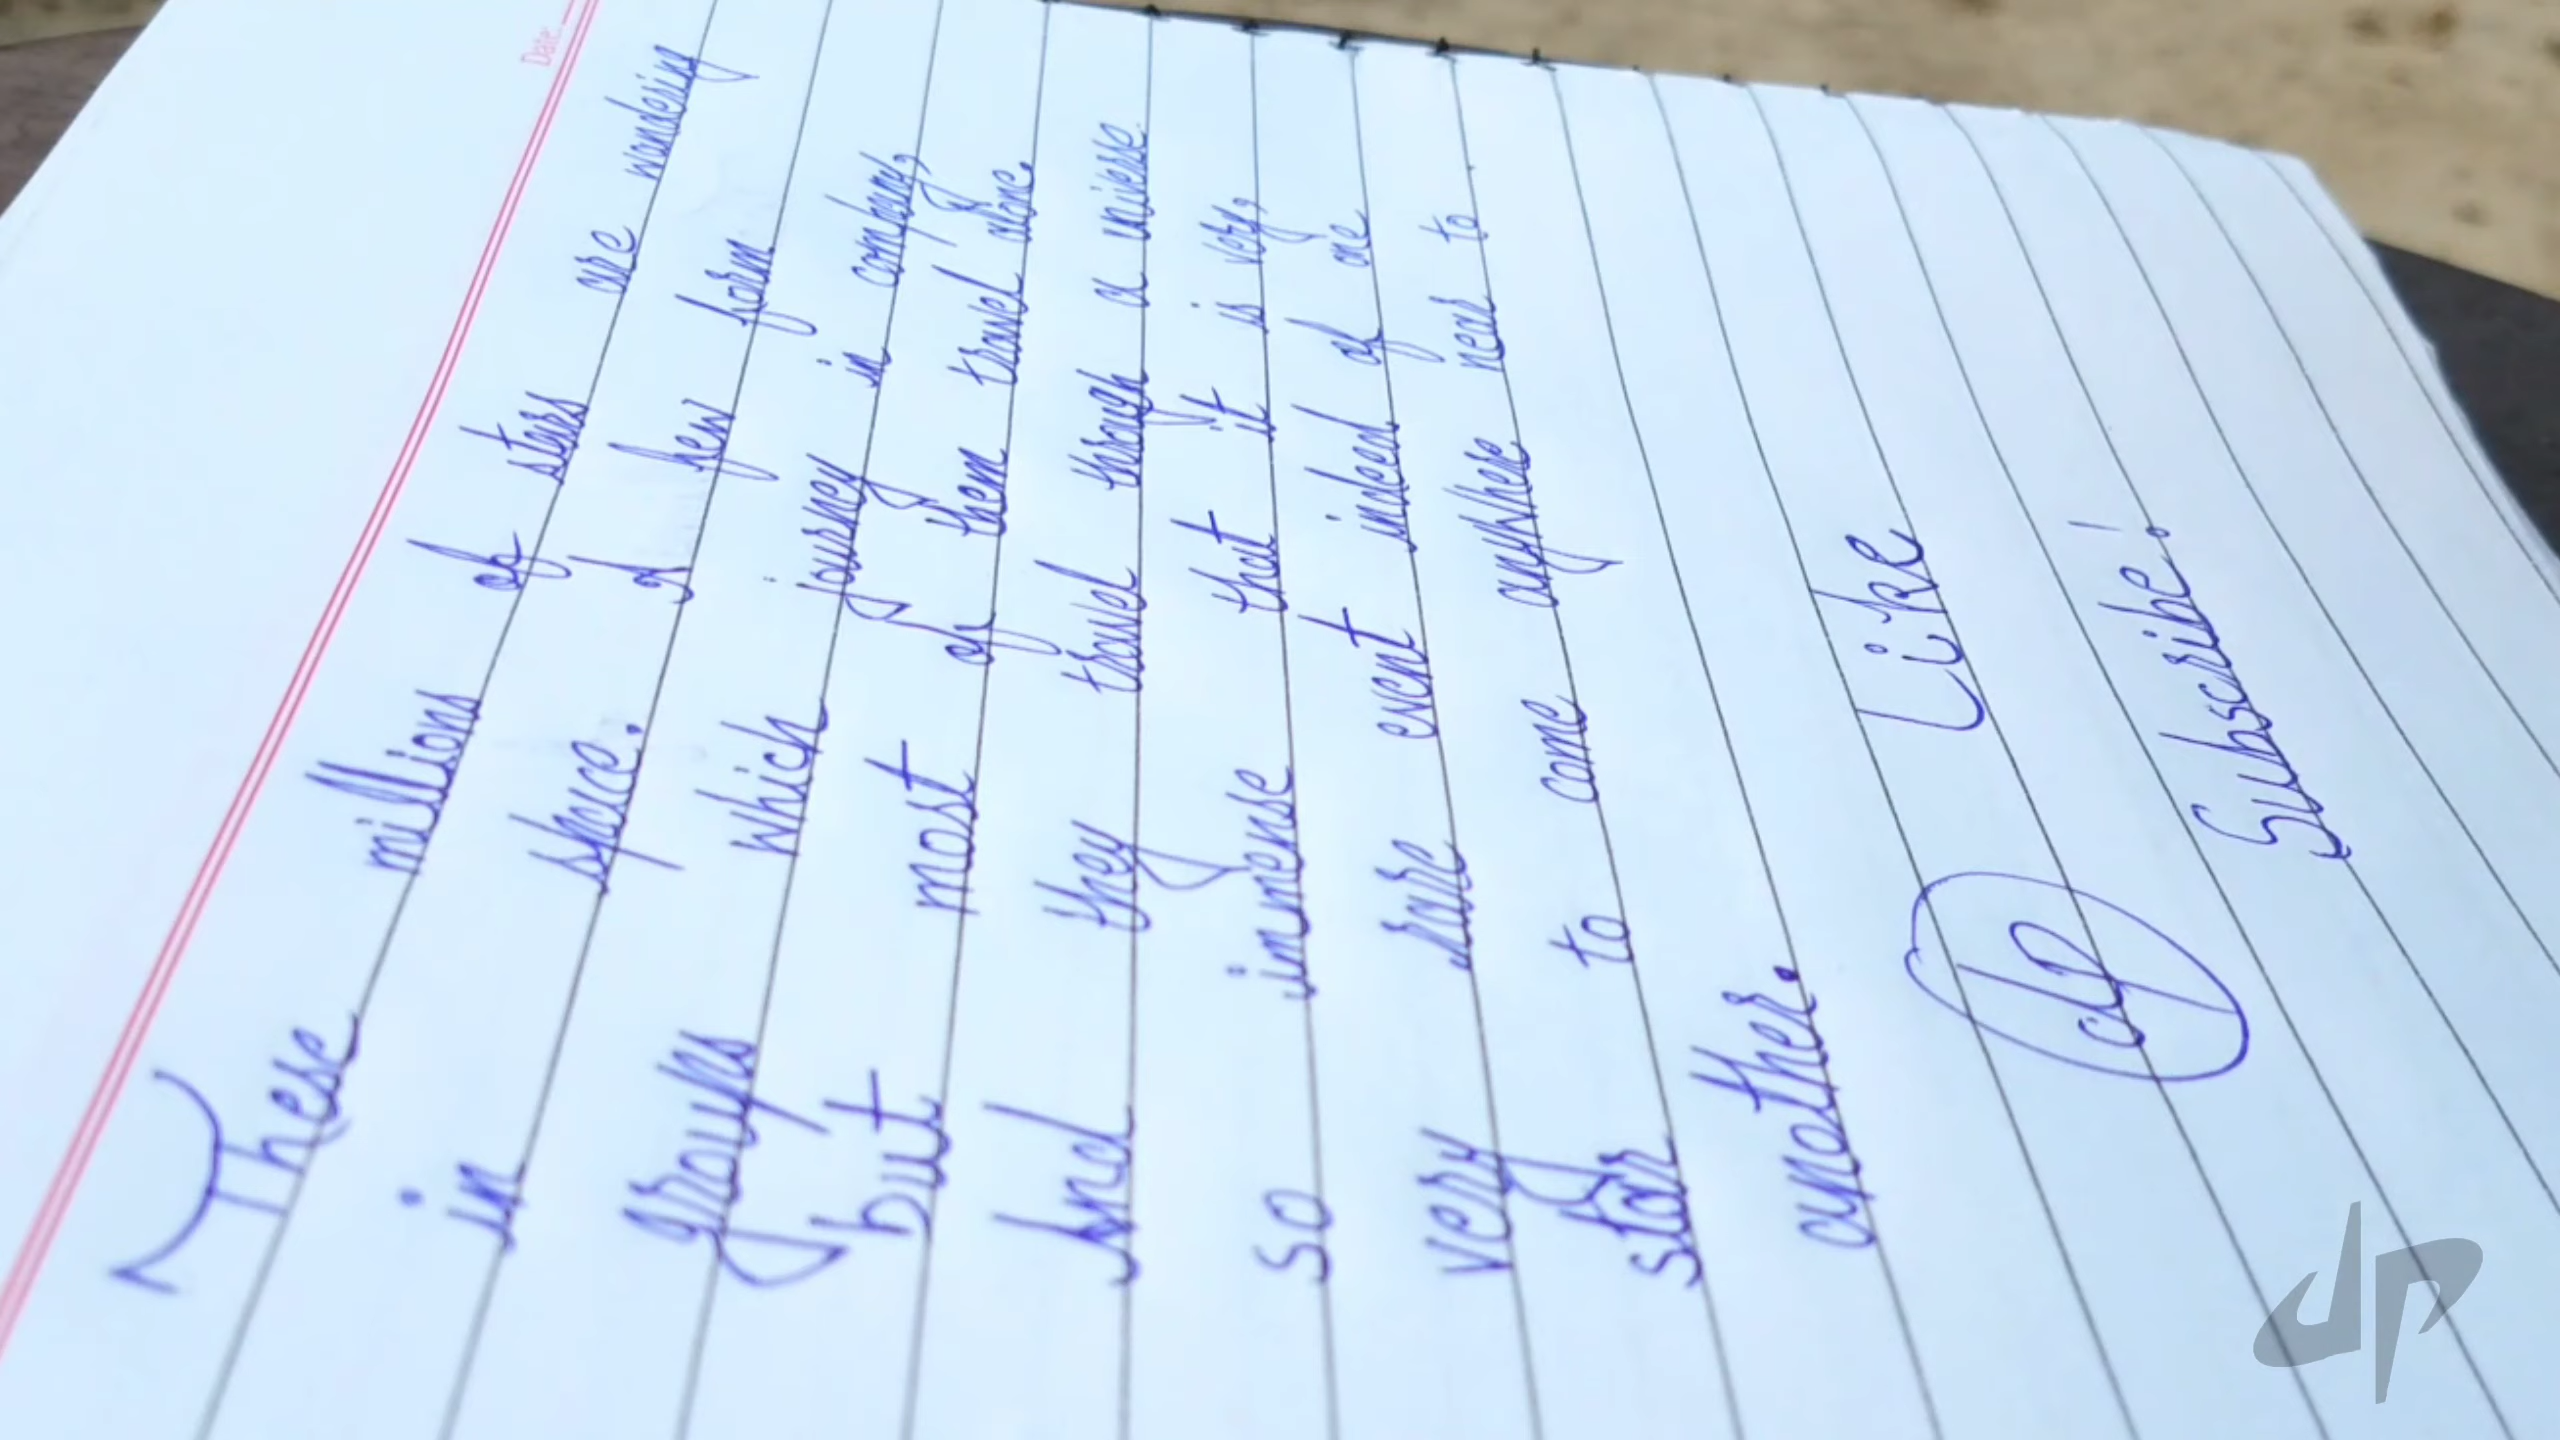 Date:
These millions of stars are wandering
in space. A few form
groups which journey in company,
but most of them travel alone.
And they travel through a universe
so immense that it is very,
very rare event indeed of one
star to come anywhere near to
another.
Like
dp
Subscribe!
dp